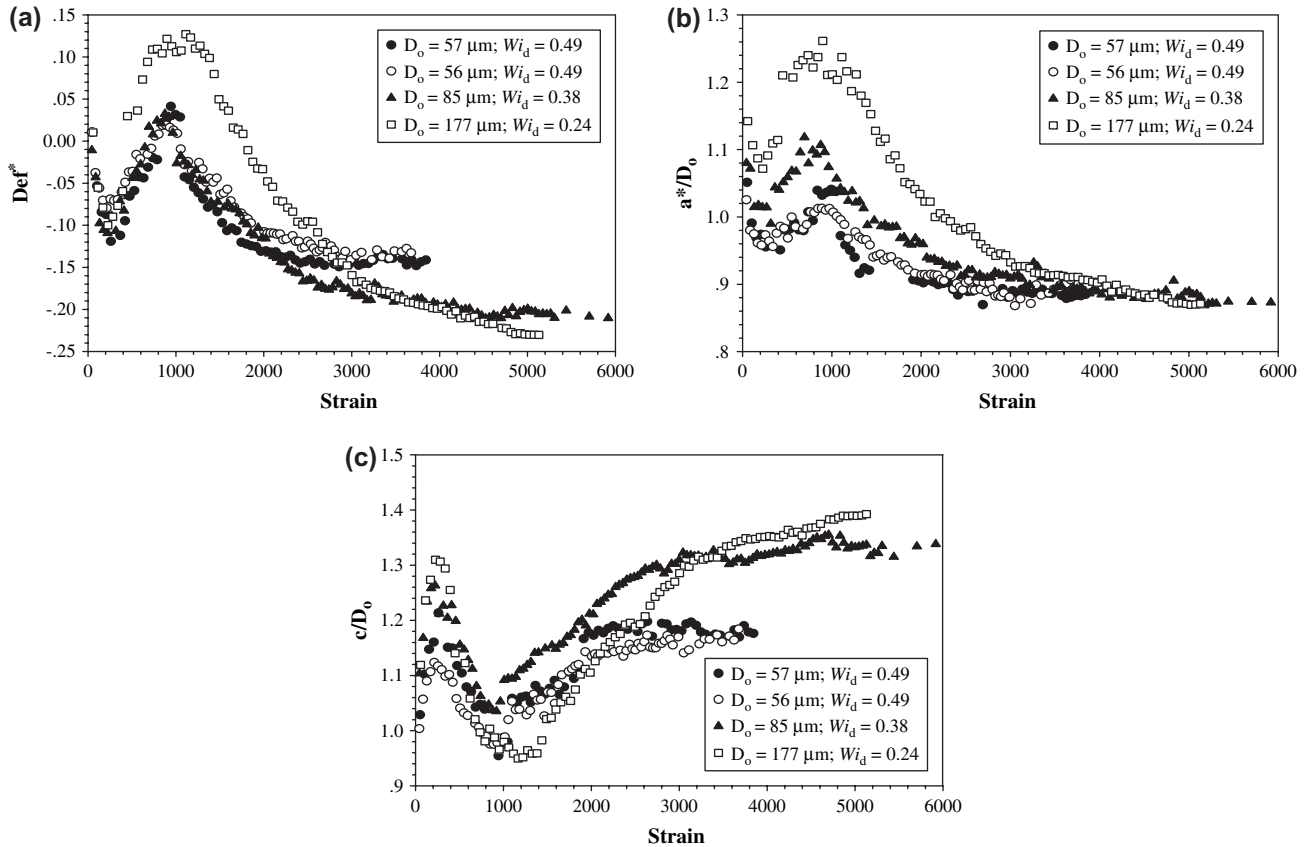 (a)
.15
.10
.05
0.00
-.05
-.10
-.15
-.20
-.25
Def*
0 1000 2000 3000 4000 5000 6000
Strain
D₀ = 57 μm; Wi_d = 0.49
D₀ = 56 μm; Wi_d = 0.49
D₀ = 85 μm; Wi_d = 0.38
D₀ = 177 μm; Wi_d = 0.24
(b)
1.3
1.2
1.1
1.0
.9
.8
a*/D₀
0 1000 2000 3000 4000 5000 6000
Strain
D₀ = 57 μm; Wi_d = 0.49
D₀ = 56 μm; Wi_d = 0.49
D₀ = 85 μm; Wi_d = 0.38
D₀ = 177 μm; Wi_d = 0.24
(c)
1.5
1.4
1.3
1.2
1.1
1.0
.9
c/D₀
0 1000 2000 3000 4000 5000 6000
Strain
D₀ = 57 μm; Wi_d = 0.49
D₀ = 56 μm; Wi_d = 0.49
D₀ = 85 μm; Wi_d = 0.38
D₀ = 177 μm; Wi_d = 0.24